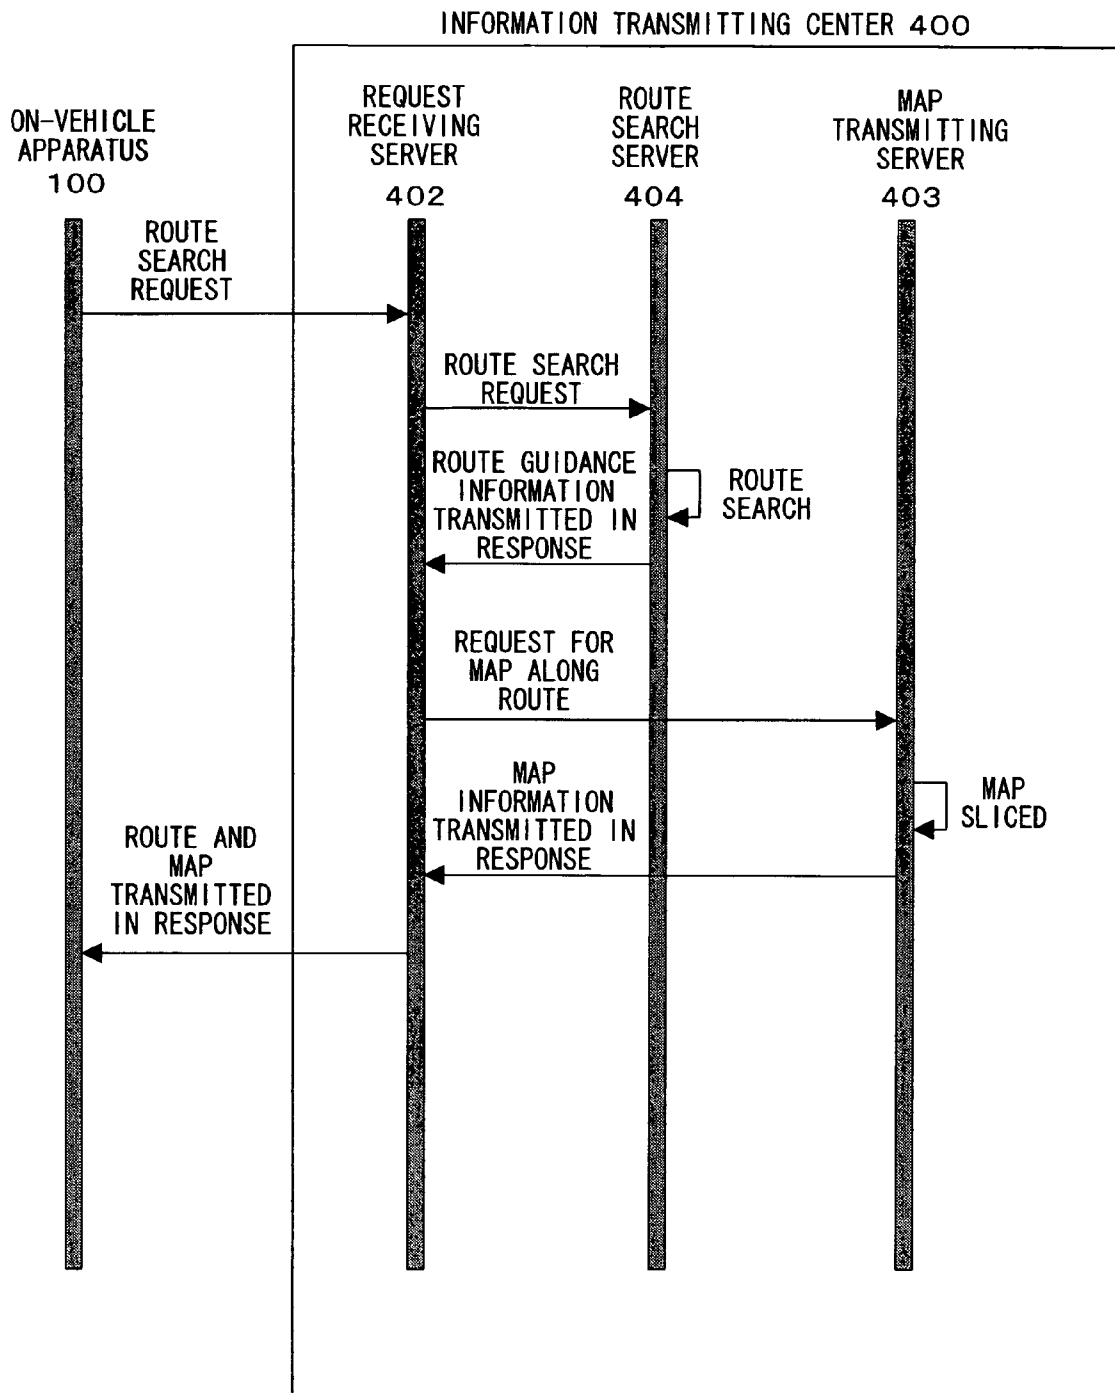 INFORMATION TRANSMITTING CENTER 400
ON-VEHICLE
APPARATUS
100
REQUEST
RECEIVING
SERVER
402
ROUTE
SEARCH
SERVER
404
MAP
TRANSMITTING
SERVER
403
ROUTE
SEARCH
REQUEST
ROUTE SEARCH
REQUEST
ROUTE GUIDANCE
INFORMATION
TRANSMITTED IN
RESPONSE
ROUTE
SEARCH
REQUEST FOR
MAP ALONG
ROUTE
MAP
INFORMATION
TRANSMITTED IN
RESPONSE
MAP
SLICED
ROUTE AND
MAP
TRANSMITTED
IN RESPONSE